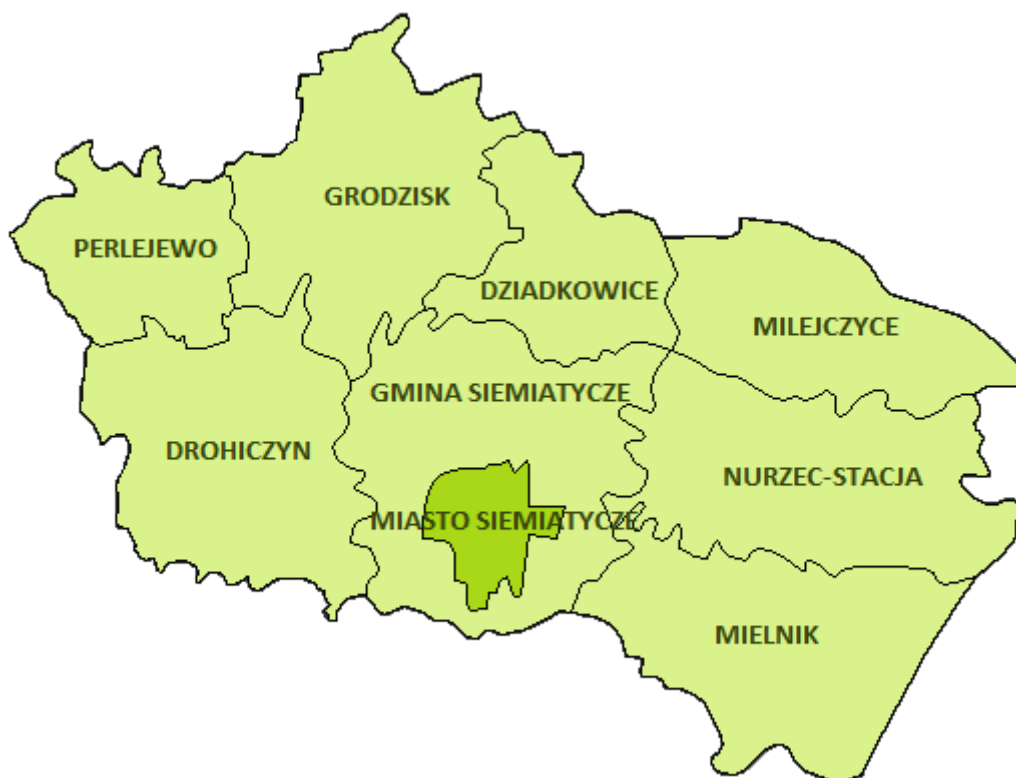 GRODZISK
PERLEJEWO
DZIADKOWICE
MILEJCZYCE
GMINA SIEMIATYCZE
DROHICZYN
NURZEC-STACJA
MIASTO SIEMIATYCZE
MIELNIK